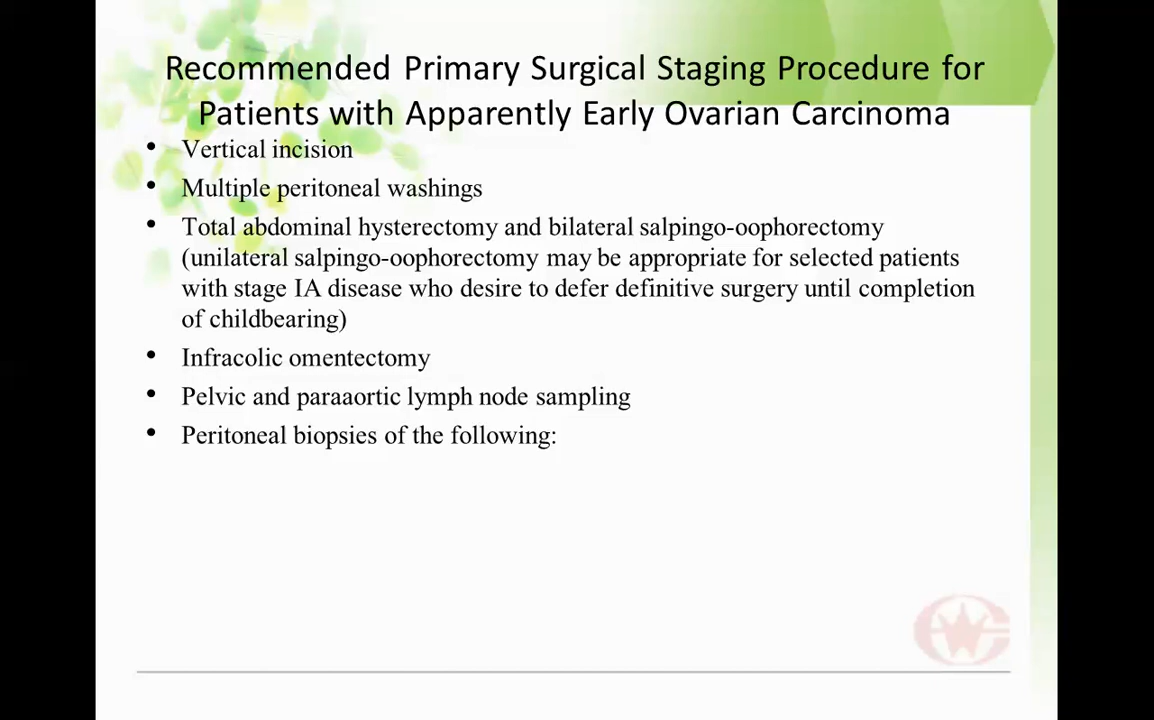 Recommended Primary Surgical Staging Procedure for
Patients with Apparently Early Ovarian Carcinoma
• Vertical incision
• Multiple peritoneal washings
• Total abdominal hysterectomy and bilateral salpingo-oophorectomy
(unilateral salpingo-oophorectomy may be appropriate for selected patients
with stage IA disease who desire to defer definitive surgery until completion
of childbearing)
• Infracolic omentectomy
• Pelvic and paraaortic lymph node sampling
• Peritoneal biopsies of the following: